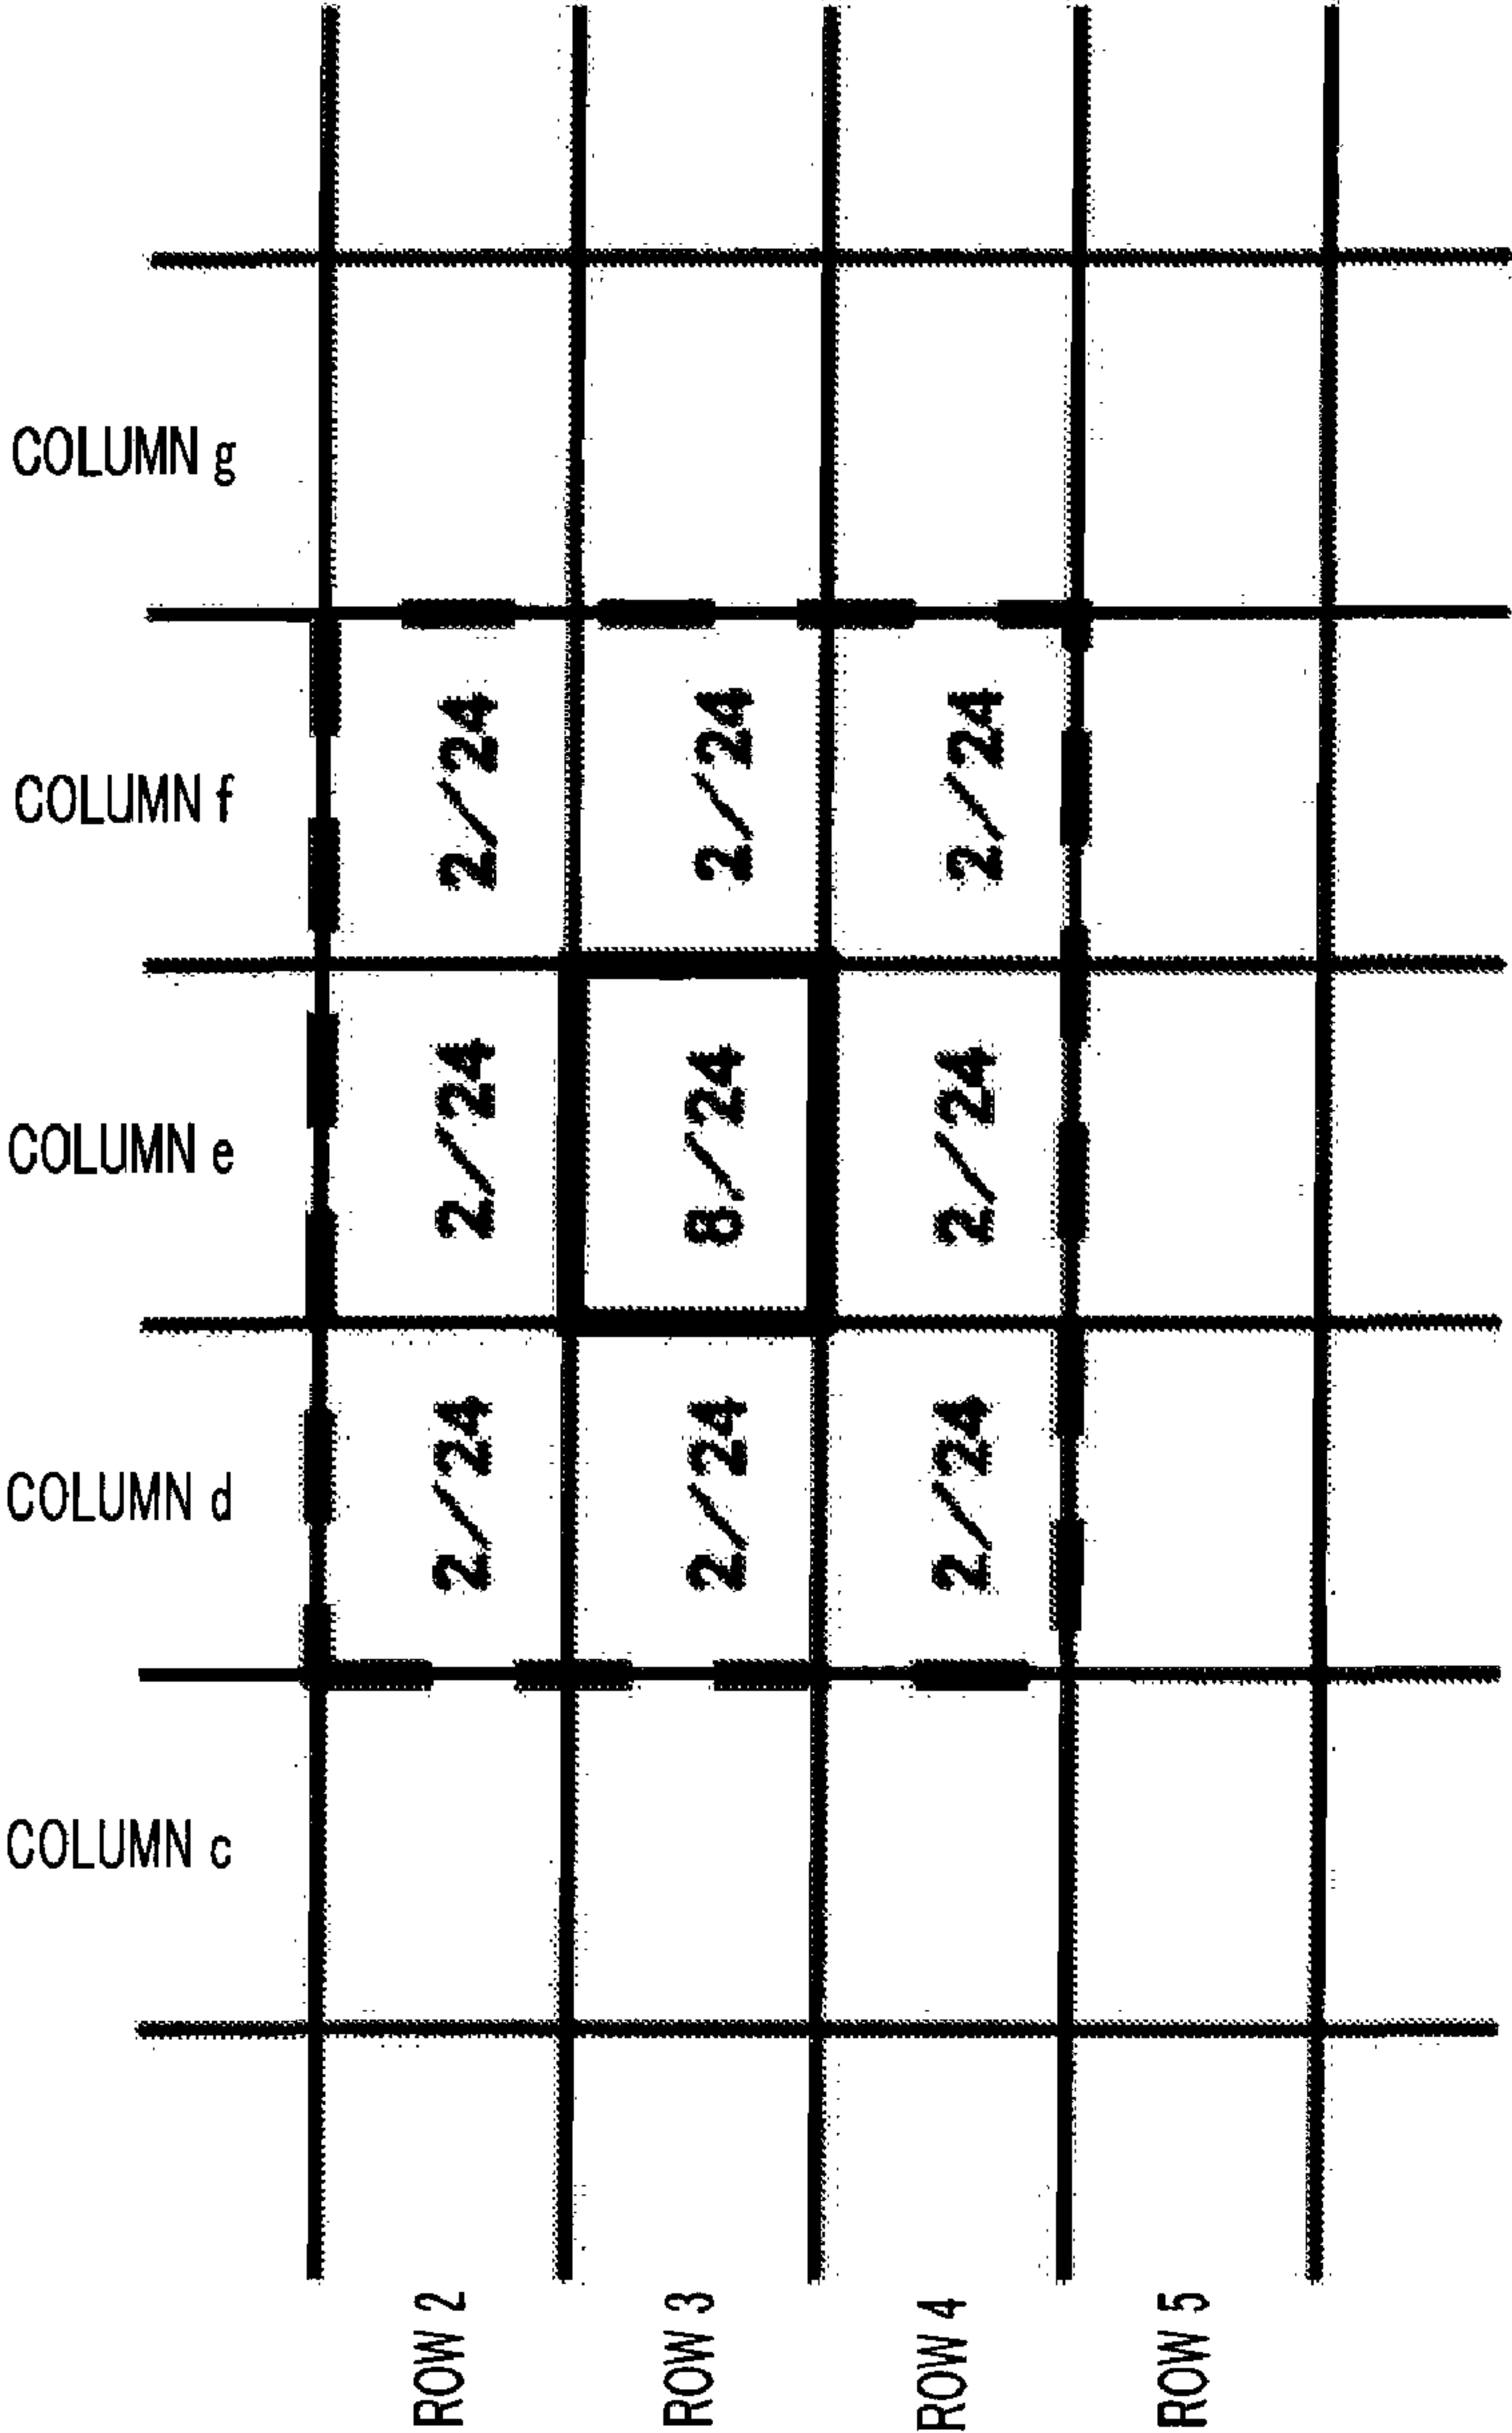 COLUMN g
COLUMN f
2/24 2/24 2/24
COLUMN e
2/24 8/24 2/24
COLUMN d
2/24 2/24 2/24
COLUMN c
ROW 2
ROW 3
ROW 4
ROW 5